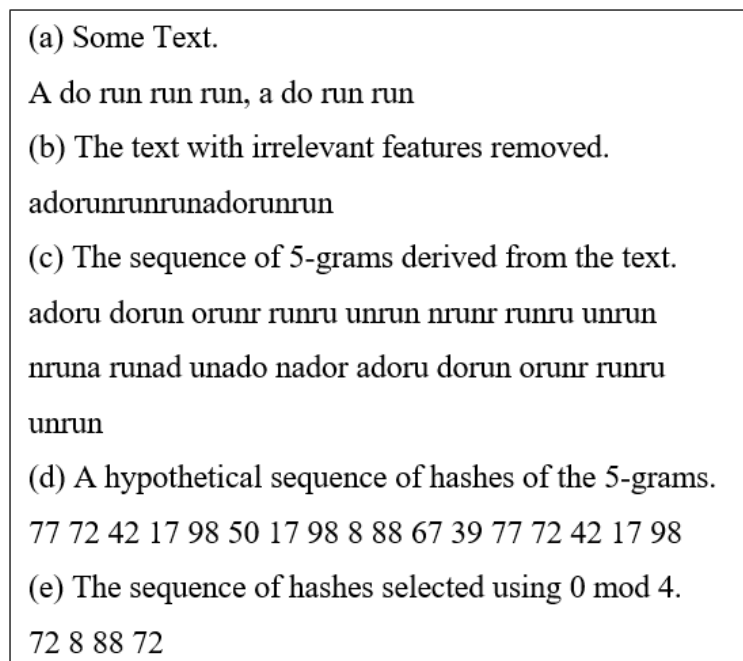 (a) Some Text.
A do run run run, a do run run
(b) The text with irrelevant features removed.
adorunrunrunadorunrun
(c) The sequence of 5-grams derived from the text.
adoru dorun orunr runru unrun nrunr runru unrun
nruna runad unado nador adoru dorun orunr runru
unrun
(d) A hypothetical sequence of hashes of the 5-grams.
77 72 42 17 98 50 17 98 8 88 67 39 77 72 42 17 98
(e) The sequence of hashes selected using 0 mod 4.
72 8 88 72